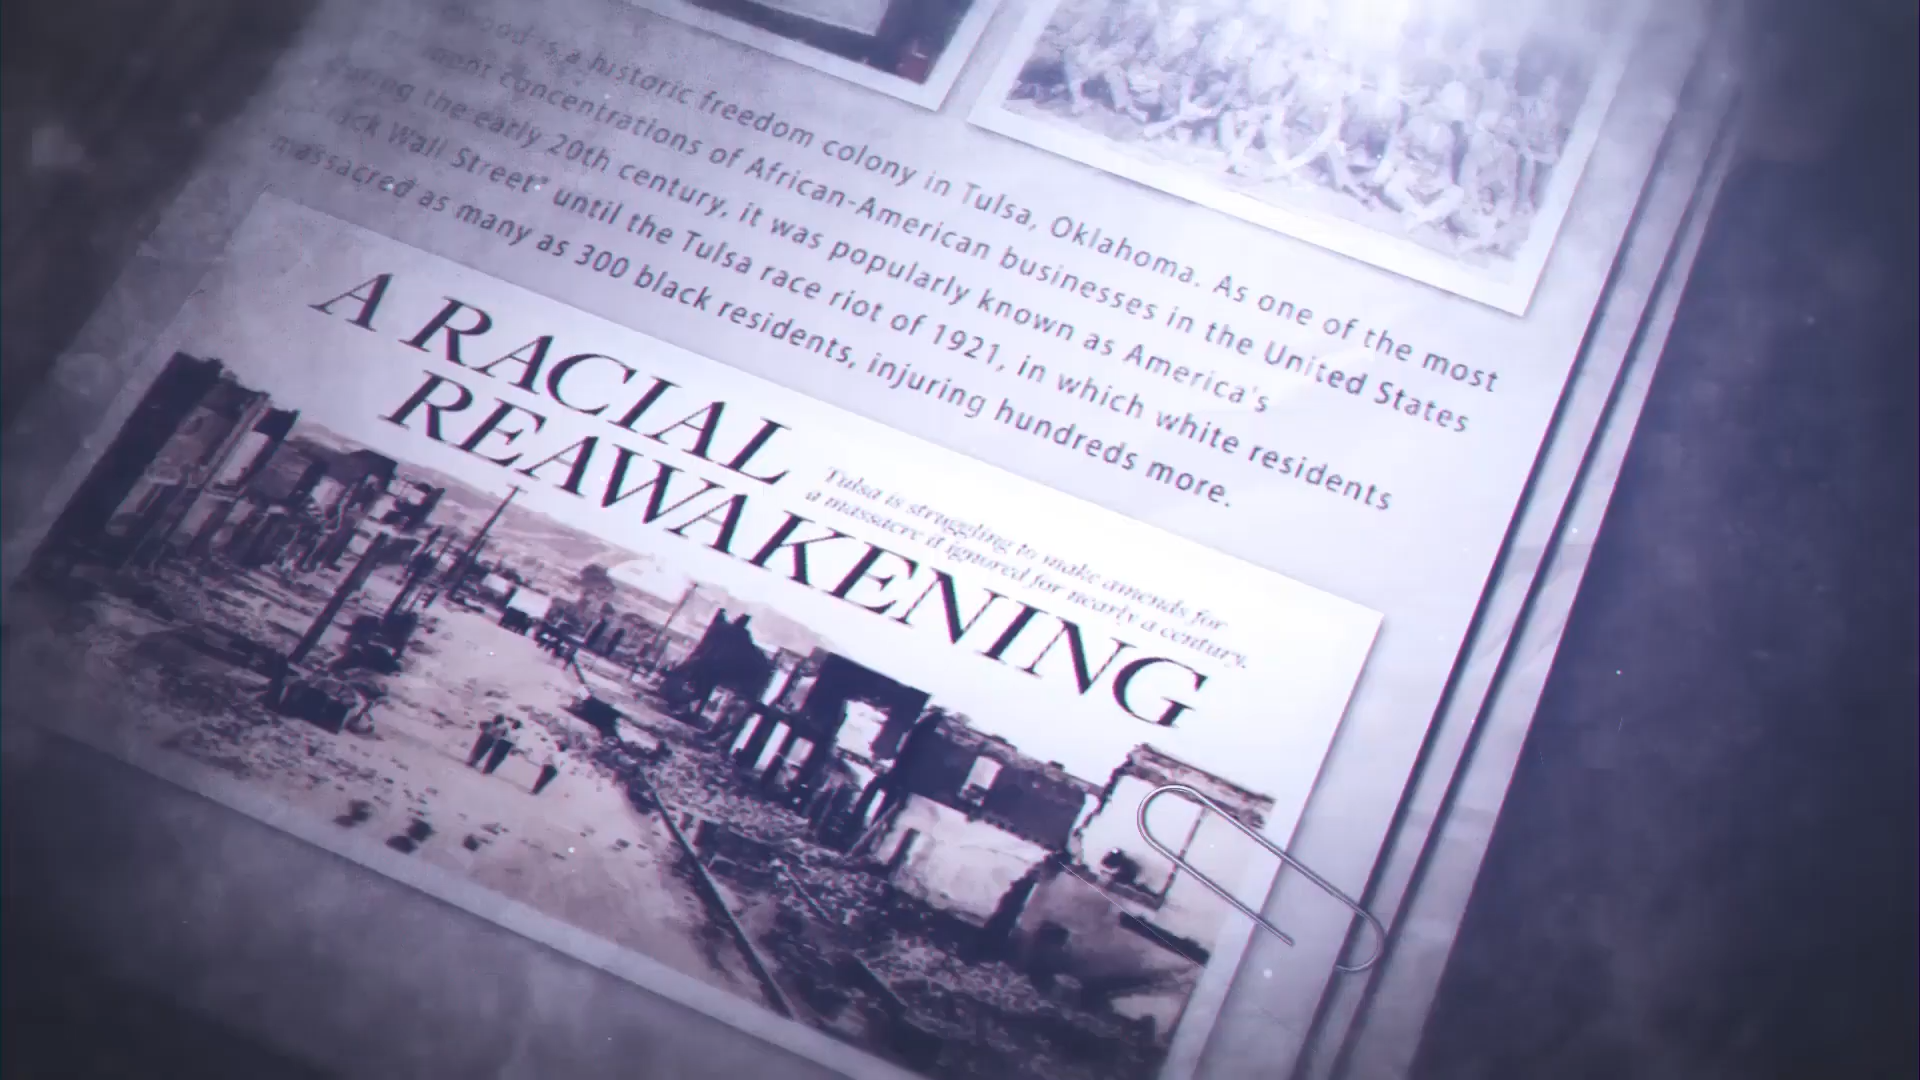 is a historic freedom colony in Tulsa, Oklahoma. As one of the most
concentrations of African-American businesses in the United States
the early 20th century, it was popularly known as America's
Wall Street" until the Tulsa race riot of 1921, in which white residents
massacred as many as 300 black residents, injuring hundreds more.
A RACIAL
REAWAKENING
Tulsa is struggling to make amends for
a massacre it ignored for nearly a century.